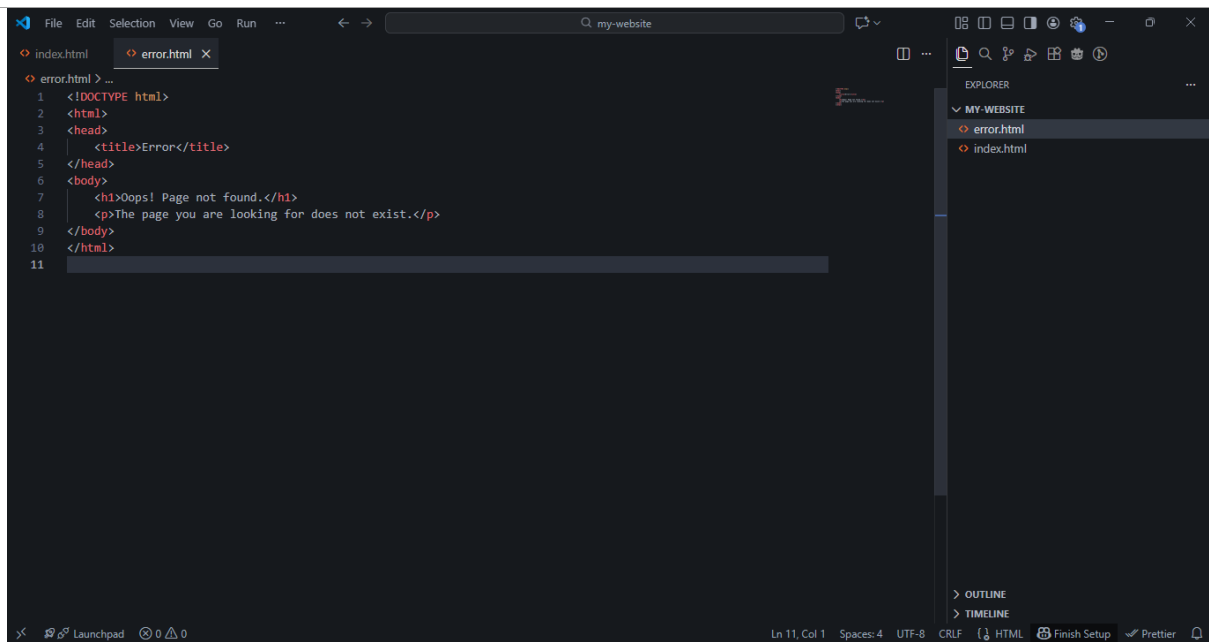 File Edit Selection View Go Run ··· my-website
index.html error.html
error.html > ...
1 <!DOCTYPE html>
2 <html>
3 <head>
4 <title>Error</title>
5 </head>
6 <body>
7 <h1>Oops! Page not found.</h1>
8 <p>The page you are looking for does not exist.</p>
9 </body>
10 </html>
11
EXPLORER
MY-WEBSITE
error.html
index.html
OUTLINE
TIMELINE
Launchpad 0 0 Ln 11, Col 1 Spaces: 4 UTF-8 CRLF {} HTML Finish Setup Prettier